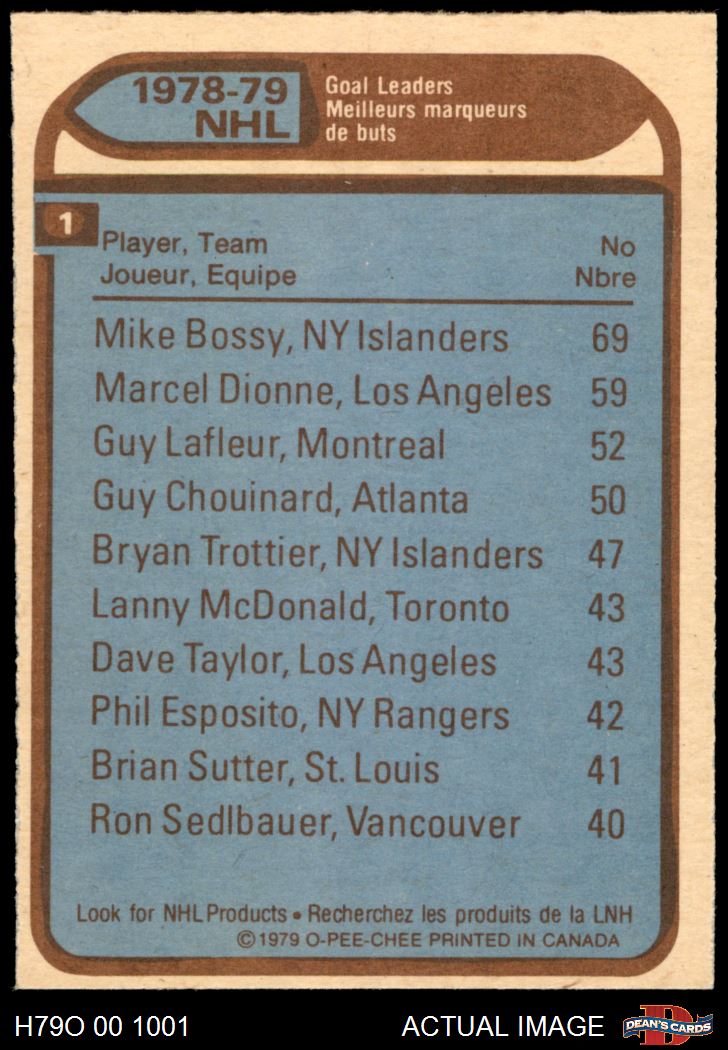 1978-79
NHL
Goal Leaders
Meilleurs marqueurs
de buts
1
Player, Team No
Joueur, Equipe Nbre
Mike Bossy, NY Islanders 69
Marcel Dionne, Los Angeles 59
Guy Lafleur, Montreal 52
Guy Chouinard, Atlanta 50
Bryan Trottier, NY Islanders 47
Lanny McDonald, Toronto 43
Dave Taylor, Los Angeles 43
Phil Esposito, NY Rangers 42
Brian Sutter, St. Louis 41
Ron Sedlbauer, Vancouver 40
Look for NHL Products • Recherchez les produits de la LNH
©1979 O-PEE-CHEE PRINTED IN CANADA
H79O 00 1001 ACTUAL IMAGE
D
DEAN'S CARDS